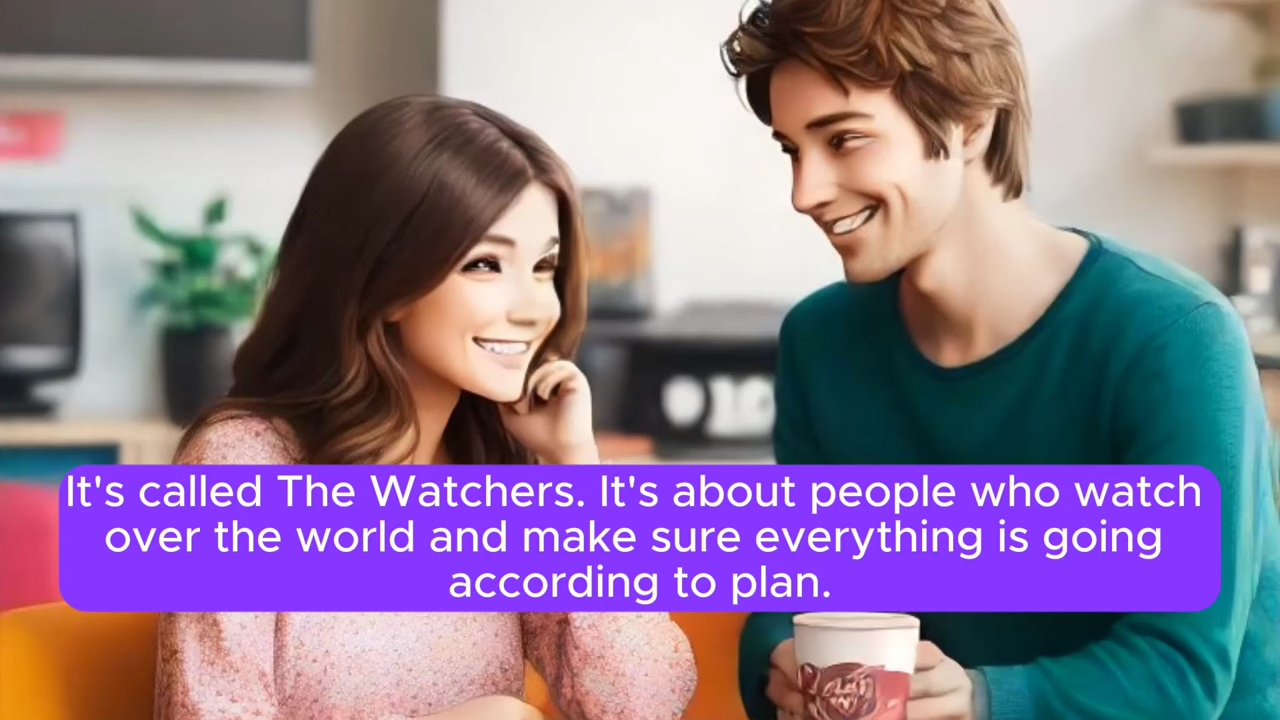 It's called The Watchers. It's about people who watch
over the world and make sure everything is going
according to plan.